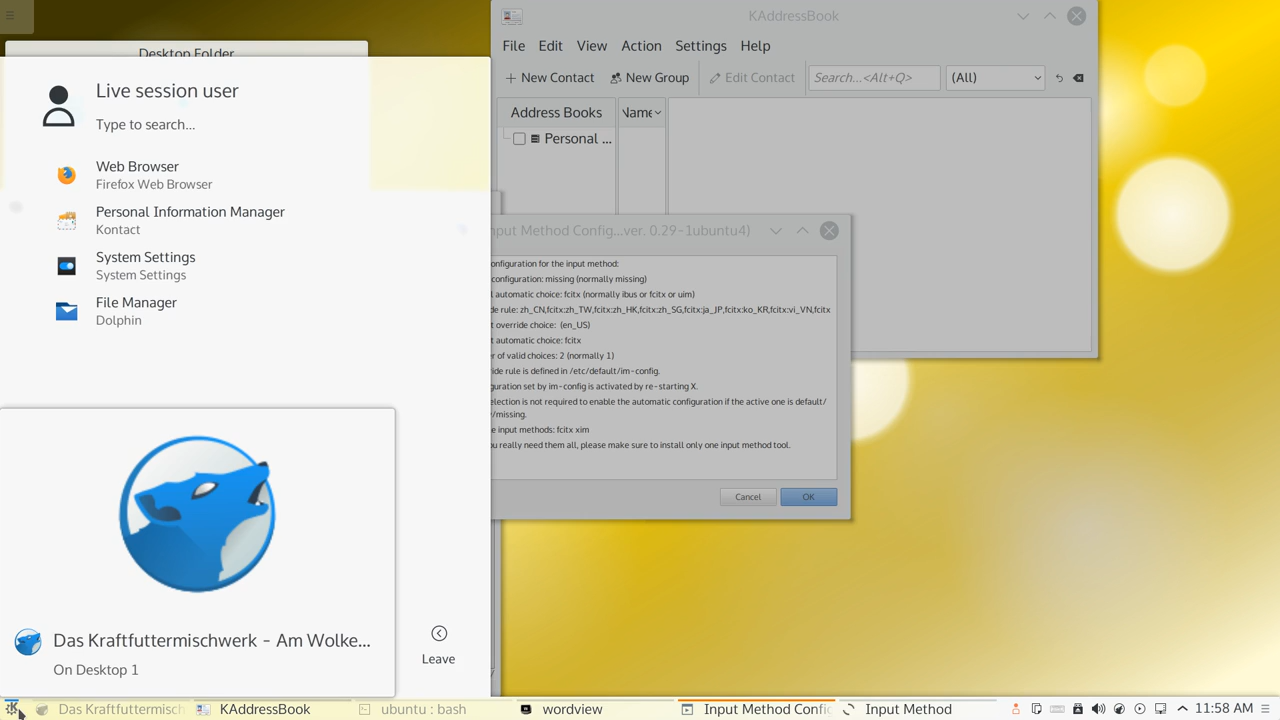 KAddressBook
File Edit View Action Settings Help
New Contact New Group Edit Contact Search...<Alt+Q> (All)
Address Books Name
Personal ...
Desktop Folder
Live session user
Type to search...
Web Browser
Firefox Web Browser
Personal Information Manager
Kontact
System Settings
System Settings
File Manager
Dolphin
nput Method Config...ver. 0.29-1ubuntu4)
onfiguration for the input method:
configuration: missing (normally missing)
l automatic choice: fcitx (normally ibus or fcitx or uim)
de rule: zh_CN,fcitx:zh_TW,fcitx:zh_HK,fcitx:zh_SG,fcitx:ja_JP,fcitx:ko_KR,fcitx:vi_VN,fcitx
t override choice: (en_US)
t automatic choice: fcitx
r of valid choices: 2 (normally 1)
ide rule is defined in /etc/default/im-config.
guration set by im-config is activated by re-starting X.
election is not required to enable the automatic configuration if the active one is default/
/missing.
e input methods: fcitx xim
ou really need them all, please make sure to install only one input method tool.
Cancel OK
Das Kraftfuttermischwerk - Am Wolke...
On Desktop 1
Leave
Das Kraftfuttermisch KAddressBook ubuntu : bash wordview Input Method Config Input Method 11:58 AM